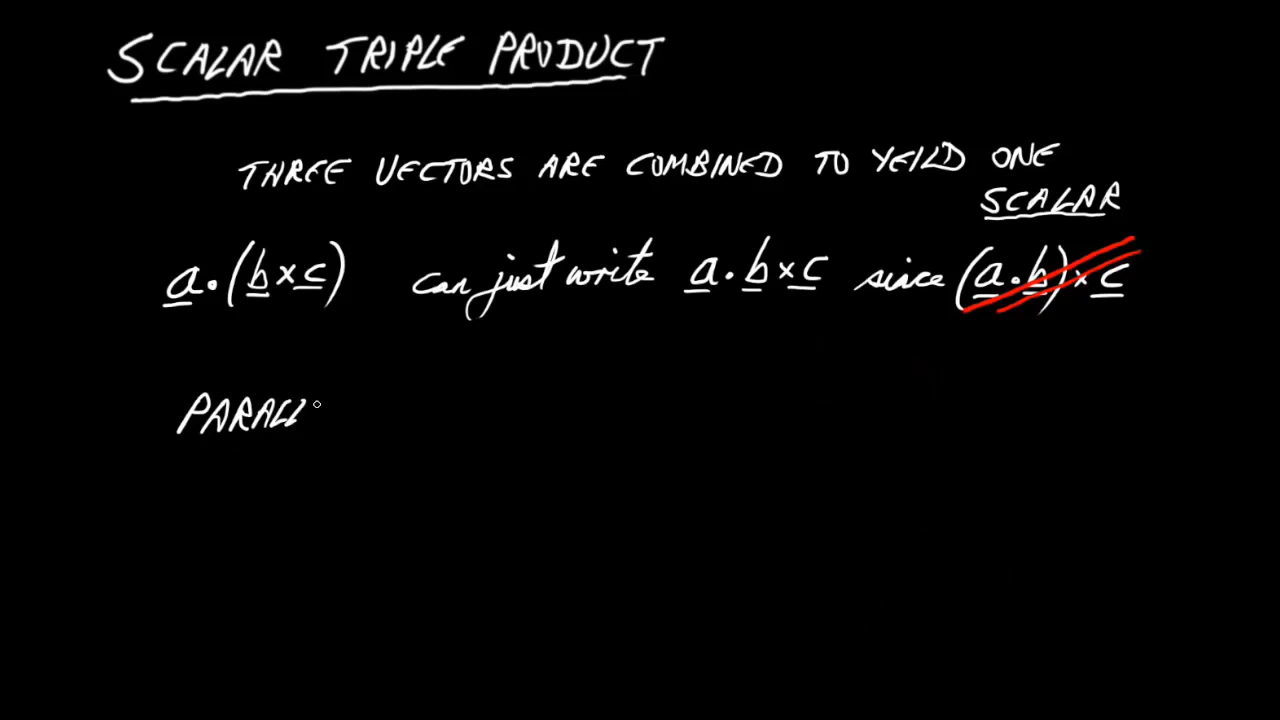 SCALAR TRIPLE PRODUCT
THREE VECTORS ARE COMBINED TO YEILD ONE
SCALAR
a·(b×c) can just write a·b×c since (a·b)×c
PARALL